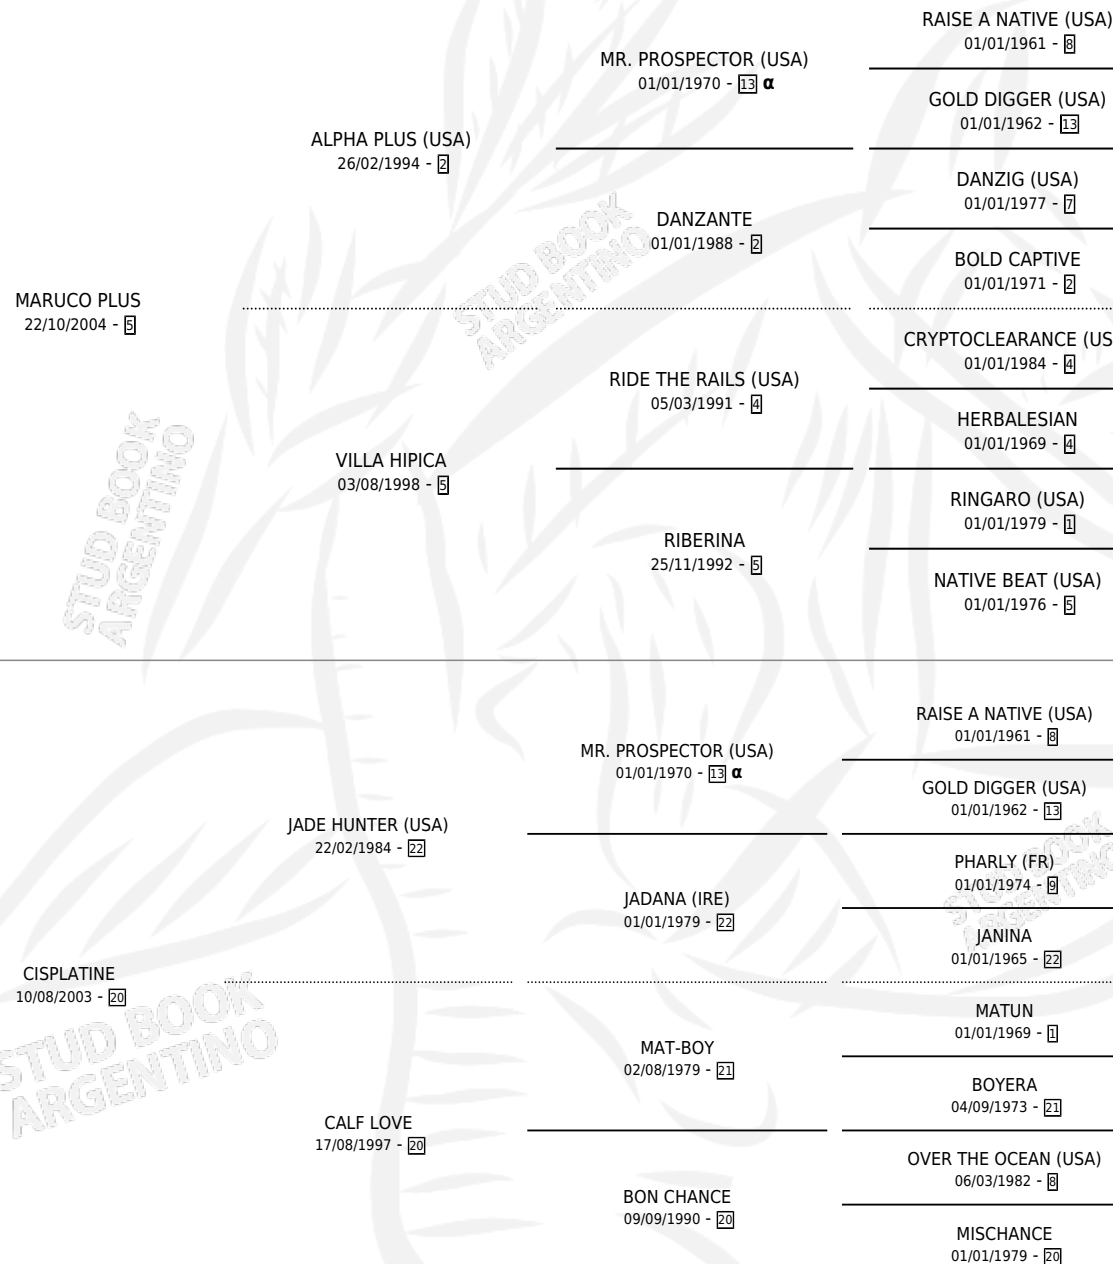 RAISE A NATIVE (USA)
01/01/1961 - 8
MR. PROSPECTOR (USA)
01/01/1970 - 13 α
GOLD DIGGER (USA)
01/01/1962 - 13
ALPHA PLUS (USA)
26/02/1994 - 2
DANZIG (USA)
01/01/1977 - 7
DANZANTE
01/01/1988 - 2
BOLD CAPTIVE
01/01/1971 - 2
MARUCO PLUS
22/10/2004 - 5
CRYPTOCLEARANCE (US
01/01/1984 - 4
RIDE THE RAILS (USA)
05/03/1991 - 4
HERBALESIAN
01/01/1969 - 4
VILLA HIPICA
03/08/1998 - 5
RINGARO (USA)
01/01/1979 - 1
RIBERINA
25/11/1992 - 5
NATIVE BEAT (USA)
01/01/1976 - 5
RAISE A NATIVE (USA)
01/01/1961 - 8
MR. PROSPECTOR (USA)
01/01/1970 - 13 α
GOLD DIGGER (USA)
01/01/1962 - 13
JADE HUNTER (USA)
22/02/1984 - 22
PHARLY (FR)
01/01/1974 - 9
JADANA (IRE)
01/01/1979 - 22
JANINA
01/01/1965 - 22
CISPLATINE
10/08/2003 - 20
MATUN
01/01/1969 - 1
MAT-BOY
02/08/1979 - 21
BOYERA
04/09/1973 - 21
CALF LOVE
17/08/1997 - 20
OVER THE OCEAN (USA)
06/03/1982 - 8
BON CHANCE
09/09/1990 - 20
MISCHANCE
01/01/1979 - 20
STUD BOOK
ARGENTINO
STUD BOOK
ARGENTINO
STUD BOOK
ARGENTINO
STUD BOOK
ARGENTINO